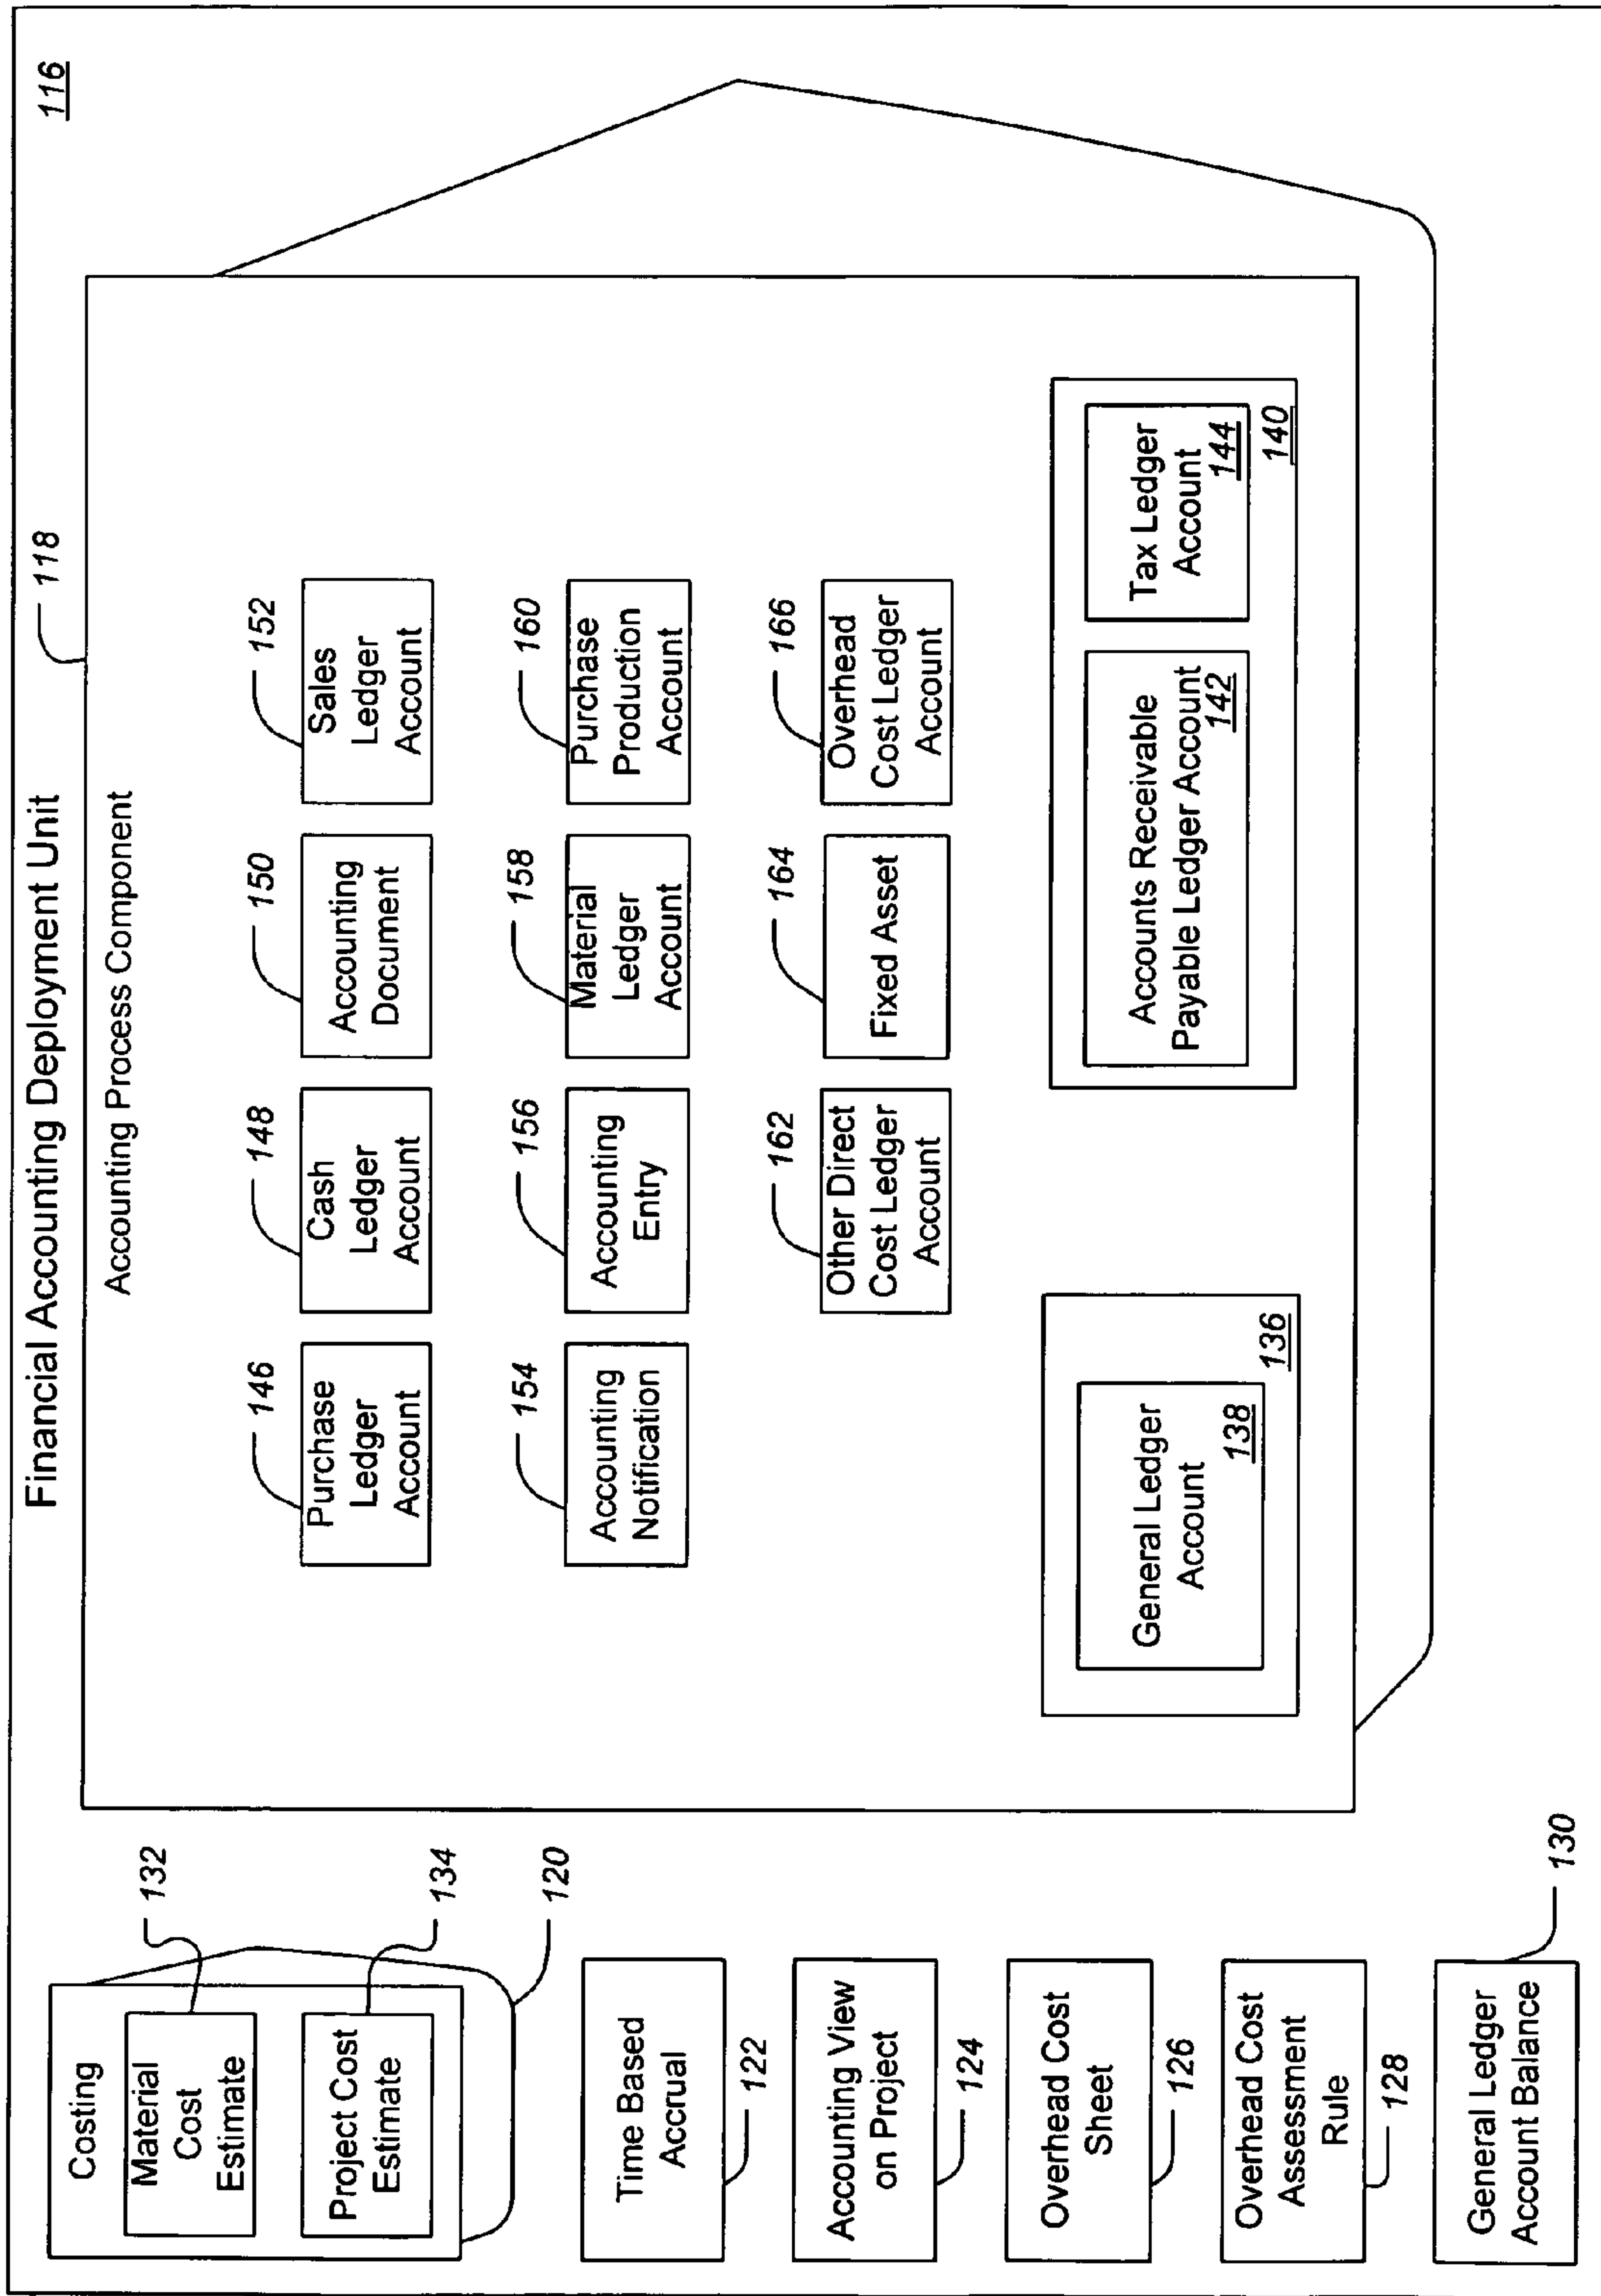 Financial Accounting Deployment Unit
116
118
Accounting Process Component
Costing
Material
Cost
Estimate
132
Project Cost
Estimate
134
120
Time Based
Accrual
122
Accounting View
on Project
124
Overhead Cost
Sheet
126
Overhead Cost
Assessment
Rule
128
General Ledger
Account Balance
130
146
Purchase
Ledger
Account
148
Cash
Ledger
Account
150
Accounting
Document
152
Sales
Ledger
Account
154
Accounting
Notification
156
Accounting
Entry
158
Material
Ledger
Account
160
Purchase
Production
Account
162
Other Direct
Cost Ledger
Account
164
Fixed Asset
166
Overhead
Cost Ledger
Account
General Ledger
Account
138
136
Accounts Receivable
Payable Ledger Account
142
Tax Ledger
Account
144
140